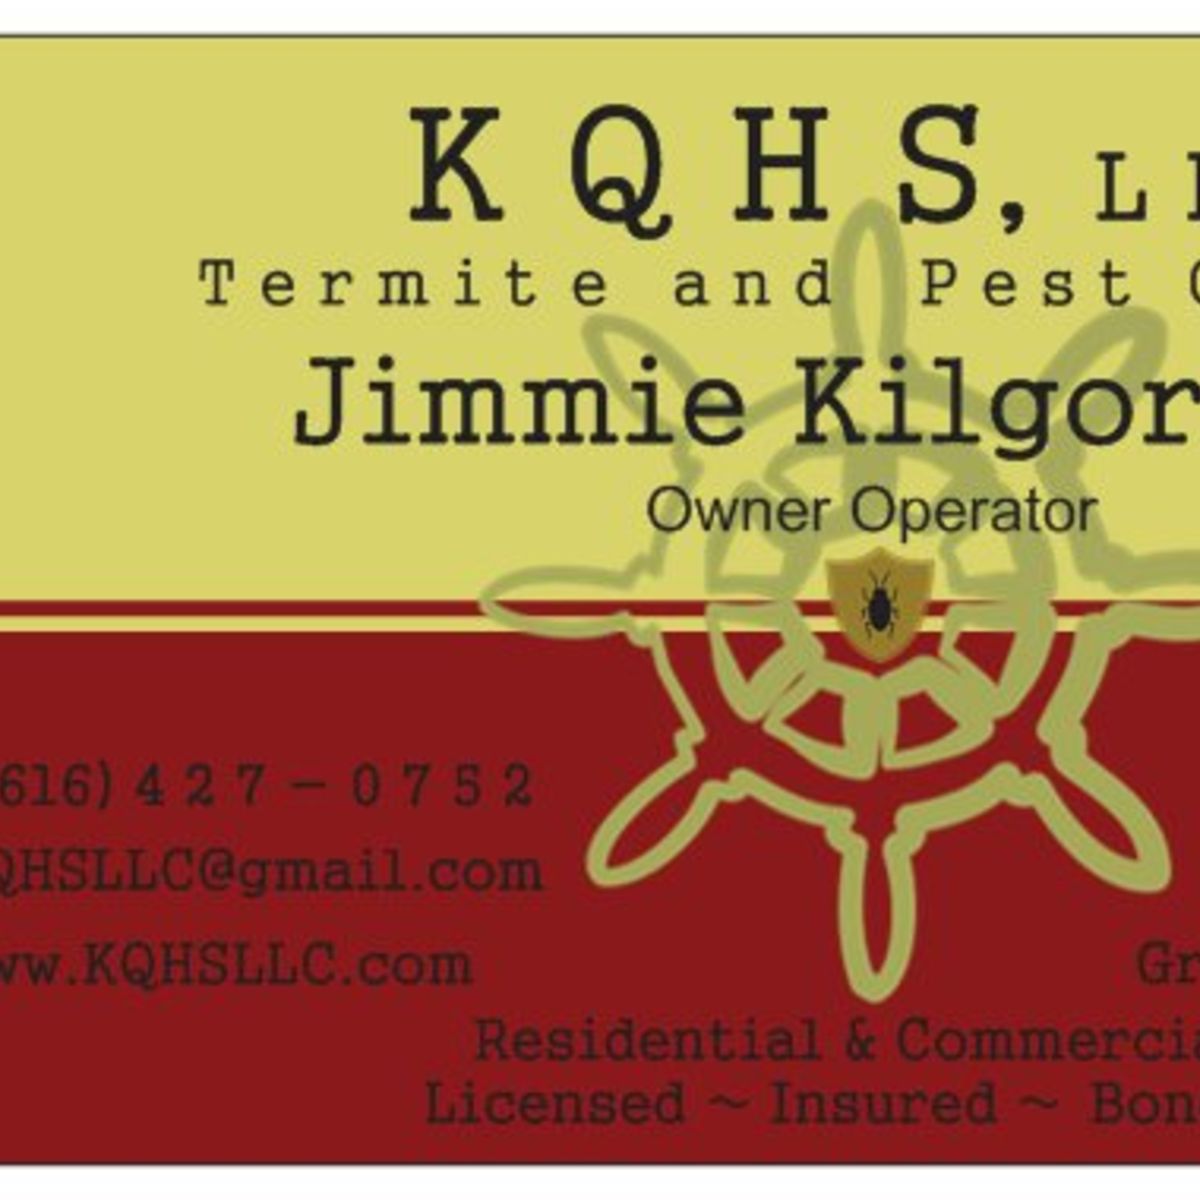 K Q H S, L
Termite and Pest
Jimmie Kilgor
Owner Operator
616) 427-0752
QHSLLC@gmail.com
ww.KQHSLLC.com
Gr
Residential & Commercia
Licensed ~ Insured ~ Bon